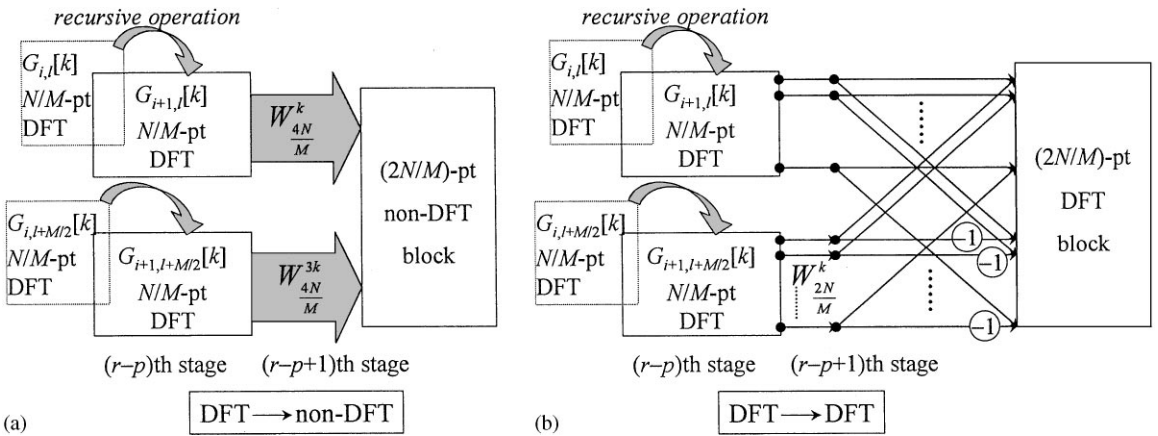 recursive operation
G_{i,l}[k]
N/M-pt
DFT
G_{i+1,l}[k]
N/M-pt
DFT
W^{k}_{\frac{4N}{M}}
(2N/M)-pt
non-DFT
block
G_{i,l+M/2}[k]
N/M-pt
DFT
G_{i+1,l+M/2}[k]
N/M-pt
DFT
W^{3k}_{\frac{4N}{M}}
(r–p)th stage (r–p+1)th stage
(a)
DFT → non-DFT
recursive operation
G_{i,l}[k]
N/M-pt
DFT
G_{i+1,l}[k]
N/M-pt
DFT
(2N/M)-pt
DFT
block
G_{i,l+M/2}[k]
N/M-pt
DFT
G_{i+1,l+M/2}[k]
N/M-pt
DFT
W^{k}_{\frac{2N}{M}}
–1
–1
–1
(r–p)th stage (r–p+1)th stage
(b)
DFT → DFT